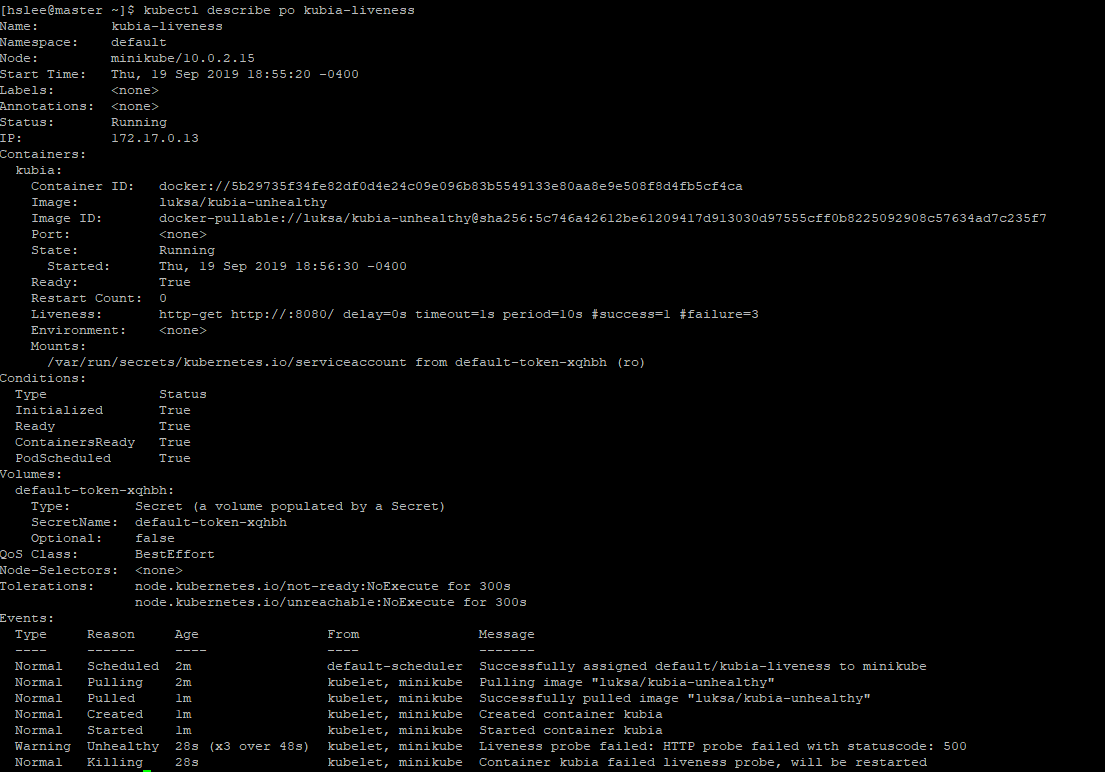 [hslee@master ~]$ kubectl describe po kubia-liveness
Name: kubia-liveness
Namespace: default
Node: minikube/10.0.2.15
Start Time: Thu, 19 Sep 2019 18:55:20 -0400
Labels: <none>
Annotations: <none>
Status: Running
IP: 172.17.0.13
Containers:
kubia:
Container ID: docker://5b29735f34fe82df0d4e24c09e096b83b5549133e80aa8e9e508f8d4fb5cf4ca
Image: luksa/kubia-unhealthy
Image ID: docker-pullable://luksa/kubia-unhealthy@sha256:5c746a42612be61209417d913030d97555cff0b8225092908c57634ad7c235f7
Port: <none>
State: Running
Started: Thu, 19 Sep 2019 18:56:30 -0400
Ready: True
Restart Count: 0
Liveness: http-get http://:8080/ delay=0s timeout=1s period=10s #success=1 #failure=3
Environment: <none>
Mounts:
/var/run/secrets/kubernetes.io/serviceaccount from default-token-xqhbh (ro)
Conditions:
Type Status
Initialized True
Ready True
ContainersReady True
PodScheduled True
Volumes:
default-token-xqhbh:
Type: Secret (a volume populated by a Secret)
SecretName: default-token-xqhbh
Optional: false
QoS Class: BestEffort
Node-Selectors: <none>
Tolerations: node.kubernetes.io/not-ready:NoExecute for 300s
node.kubernetes.io/unreachable:NoExecute for 300s
Events:
Type Reason Age From Message
---- ------ ---- ---- -------
Normal Scheduled 2m default-scheduler Successfully assigned default/kubia-liveness to minikube
Normal Pulling 2m kubelet, minikube Pulling image "luksa/kubia-unhealthy"
Normal Pulled 1m kubelet, minikube Successfully pulled image "luksa/kubia-unhealthy"
Normal Created 1m kubelet, minikube Created container kubia
Normal Started 1m kubelet, minikube Started container kubia
Warning Unhealthy 28s (x3 over 48s) kubelet, minikube Liveness probe failed: HTTP probe failed with statuscode: 500
Normal Killing 28s kubelet, minikube Container kubia failed liveness probe, will be restarted